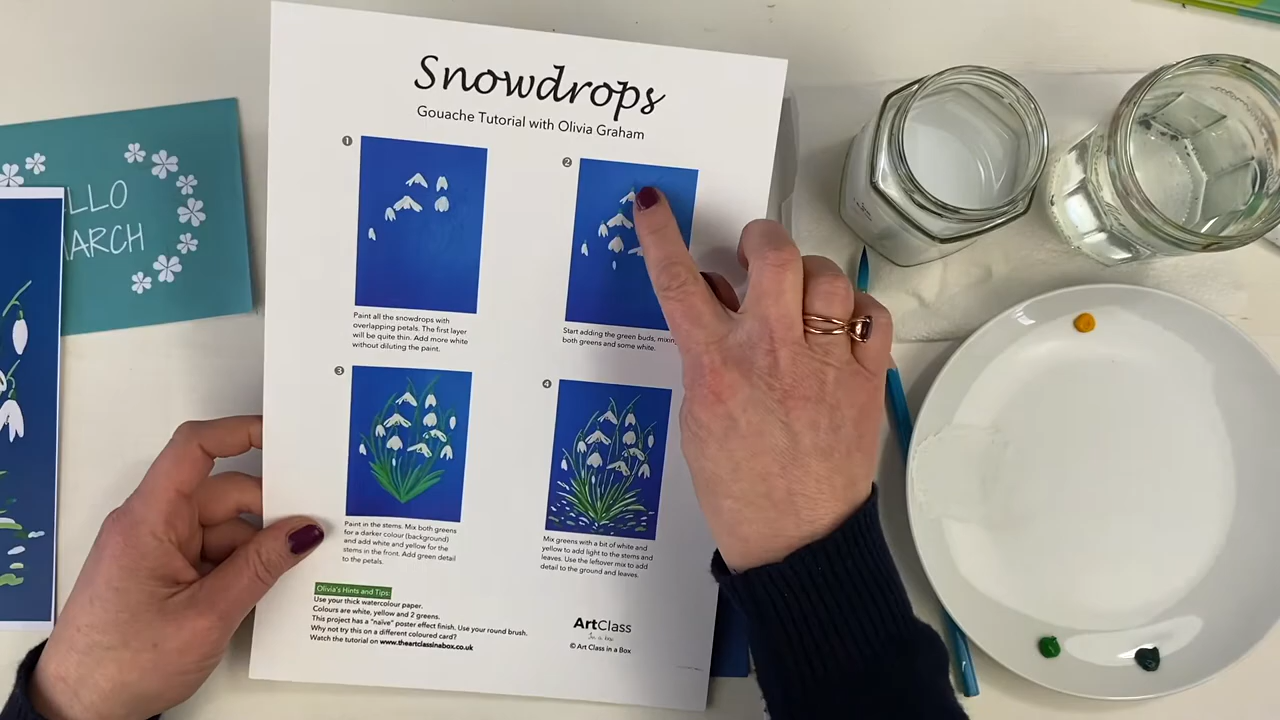 Snowdrops
Gouache Tutorial with Olivia Graham
1
2
Paint all the snowdrops with
overlapping petals. The first layer
will be quite thin. Add more white
without diluting the paint.
Start adding the green buds, mixing
both greens and some white.
3
4
Paint in the stems. Mix both greens
for a darker colour (background)
and add white and yellow for the
stems in the front. Add green detail
to the petals.
Mix greens with a bit of white and
yellow to add light to the stems and
leaves. Use the leftover mix to add
detail to the ground and leaves.
Olivia's Hints and Tips:
Use your thick watercolour paper.
Colours are white, yellow and 2 greens.
This project has a "naïve" poster effect finish. Use your round brush.
Why not try this on a different coloured card?
Watch the tutorial on www.theartclassinabox.co.uk
ArtClass
In a box
© Art Class in a Box
LLO
ARCH